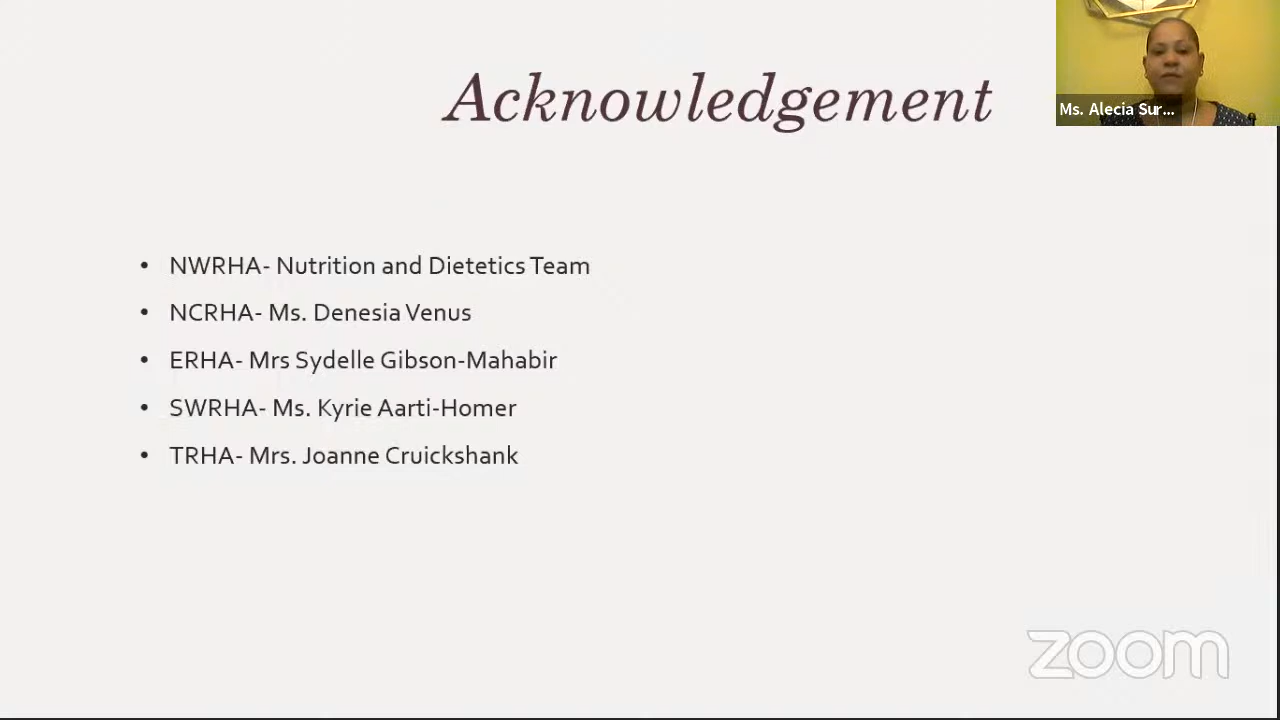 Acknowledgement
Ms. Alecia Sur...
• NWRHA- Nutrition and Dietetics Team
• NCRHA- Ms. Denesia Venus
• ERHA- Mrs Sydelle Gibson-Mahabir
• SWRHA- Ms. Kyrie Aarti-Homer
• TRHA- Mrs. Joanne Cruickshank
zoom